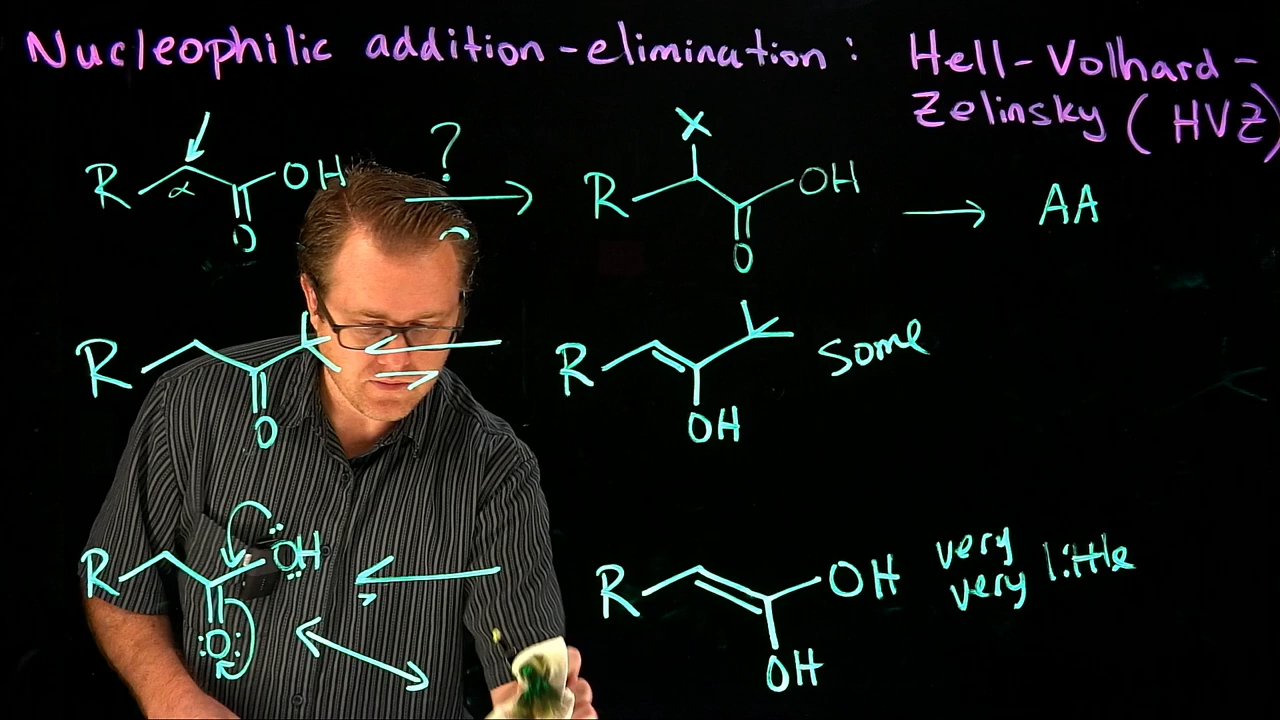 Nucleophilic addition-elimination: Hell-Volhard-
Zelinsky (HVZ)
R α OH O ? X R OH O AA
R O R OH some
R :OH :O: R OH OH very
very little